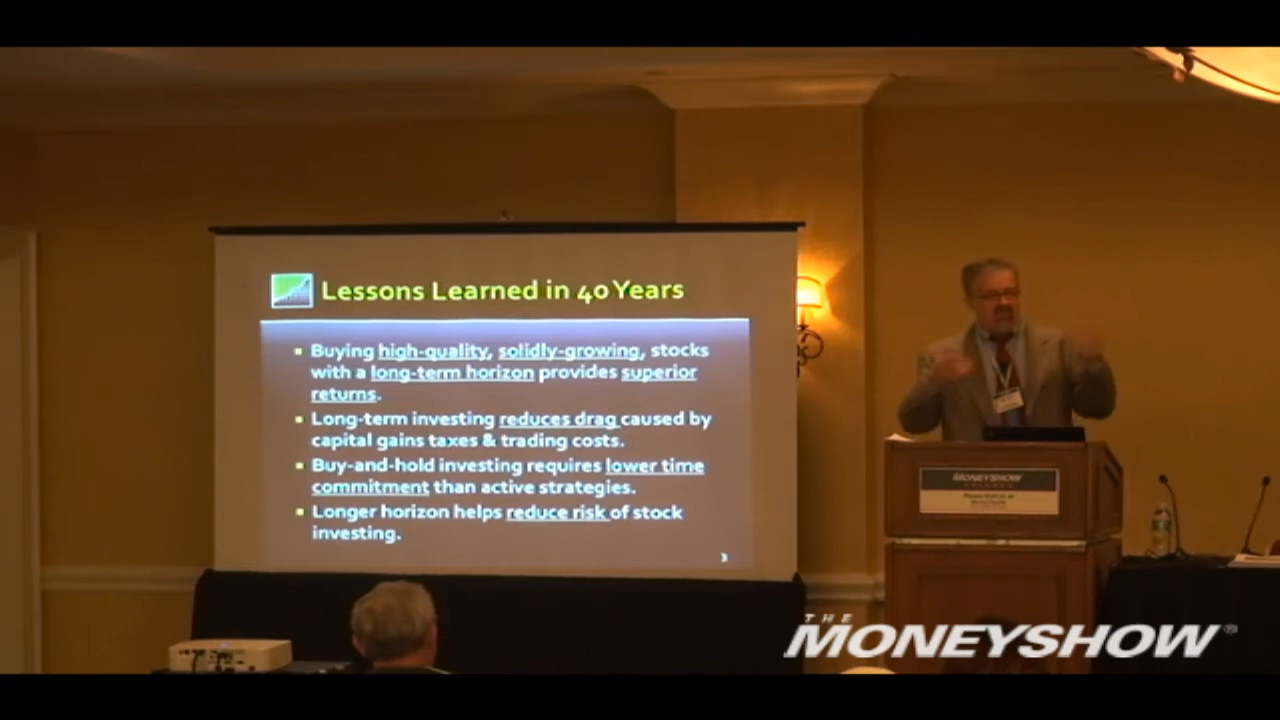 Lessons Learned in 40 Years
Buying high-quality, solidly-growing, stocks
with a long-term horizon provides superior
returns.
Long-term investing reduces drag caused by
capital gains taxes & trading costs.
Buy-and-hold investing requires lower time
commitment than active strategies.
Longer horizon helps reduce risk of stock
investing.
3
MONEYSHOW
THE
MONEYSHOW®